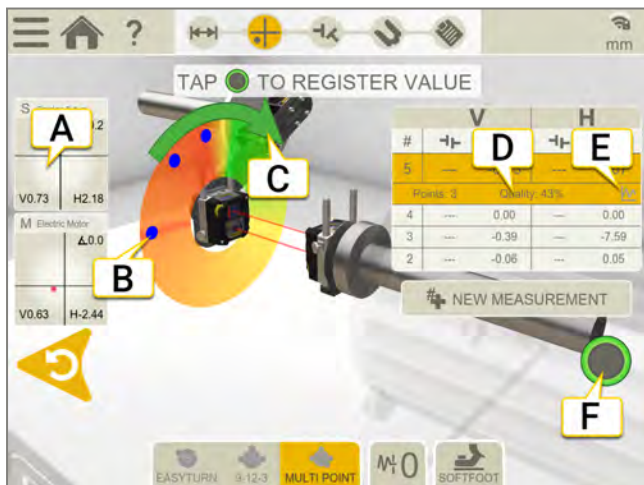 ?
mm
TAP TO REGISTER VALUE
S
A
.2
V0.73 H2.18
M Electric Motor
0.0
V0.63 H-2.44
B
C
D
E
F
V H
#
5 ---
Points: 3 Quality: 43%
4 --- 0.00 --- 0.00
3 --- -0.39 --- -7.59
2 --- -0.06 --- 0.05
# NEW MEASUREMENT
EASYTURN 9-12-3 MULTI POINT
0
SOFTFOOT